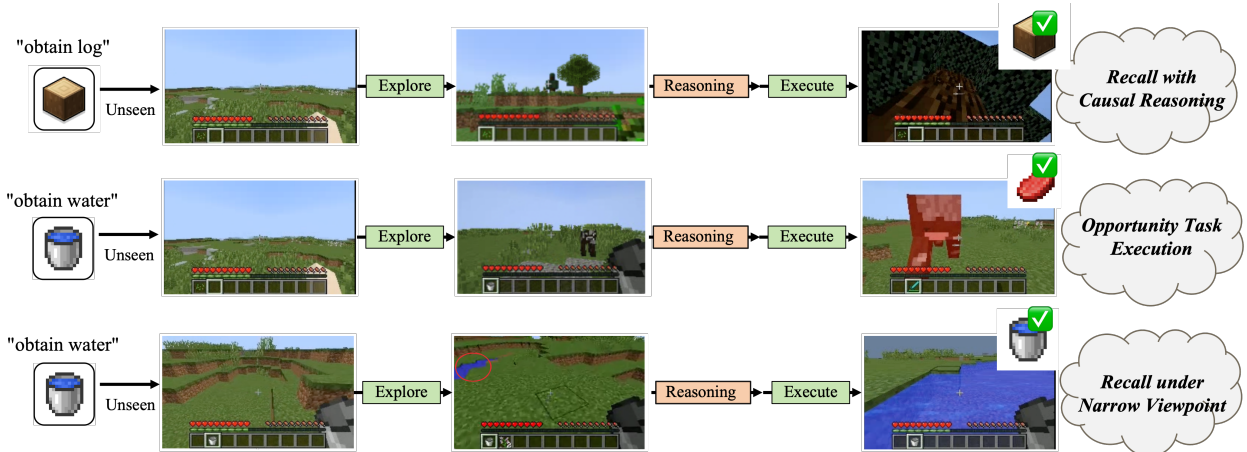 "obtain log"
Unseen
Explore
Reasoning
Execute
Recall with
Causal Reasoning
"obtain water"
Unseen
Explore
Reasoning
Execute
Opportunity Task
Execution
"obtain water"
Unseen
Explore
Reasoning
Execute
Recall under
Narrow Viewpoint